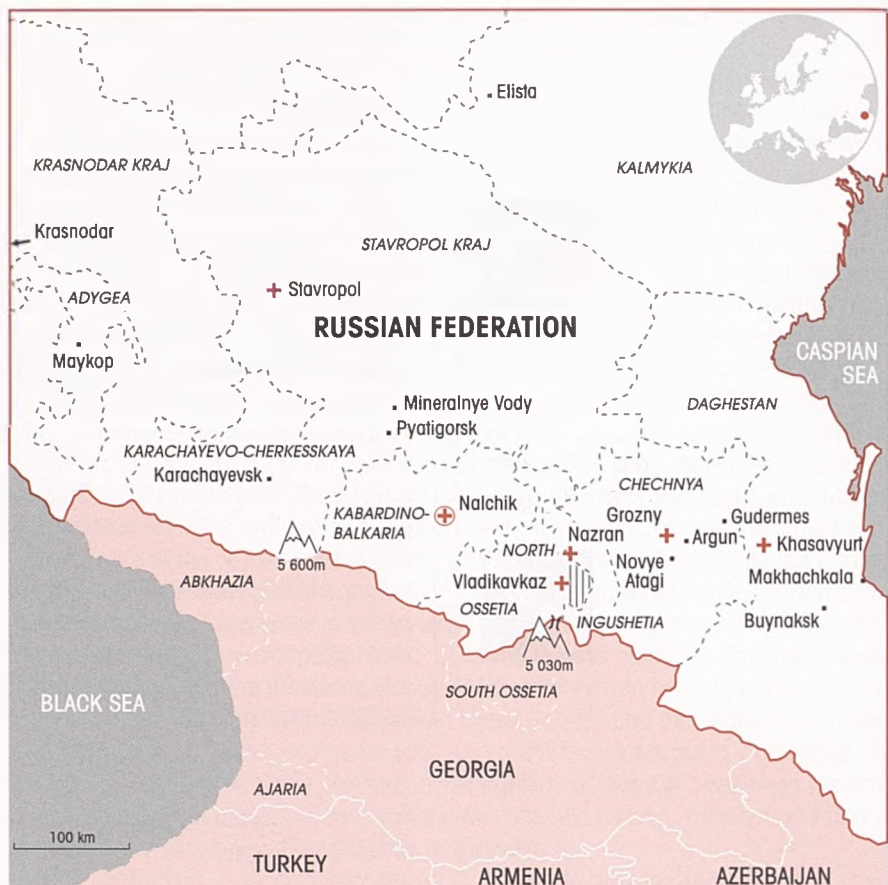 Elista
KRASNODAR KRAJ
KALMYKIA
Krasnodar
STAVROPOL KRAJ
ADYGEA
Stavropol
RUSSIAN FEDERATION
Maykop
CASPIAN
SEA
Mineralnye Vody
DAGHESTAN
Pyatigorsk
KARACHAYEVO-CHERKESSKAYA
Karachayevsk
CHECHNYA
KABARDINO-
BALKARIA
Nalchik
Grozny
Gudermes
Nazran
Argun
Khasavyurt
NORTH
5 600m
Novye
Atagi
Vladikavkaz
Makhachkala
ABKHAZIA
OSSETIA
INGUSHETIA
Buynaksk
5 030m
SOUTH OSSETIA
BLACK SEA
GEORGIA
AJARIA
100 km
TURKEY
ARMENIA
AZERBAIJAN